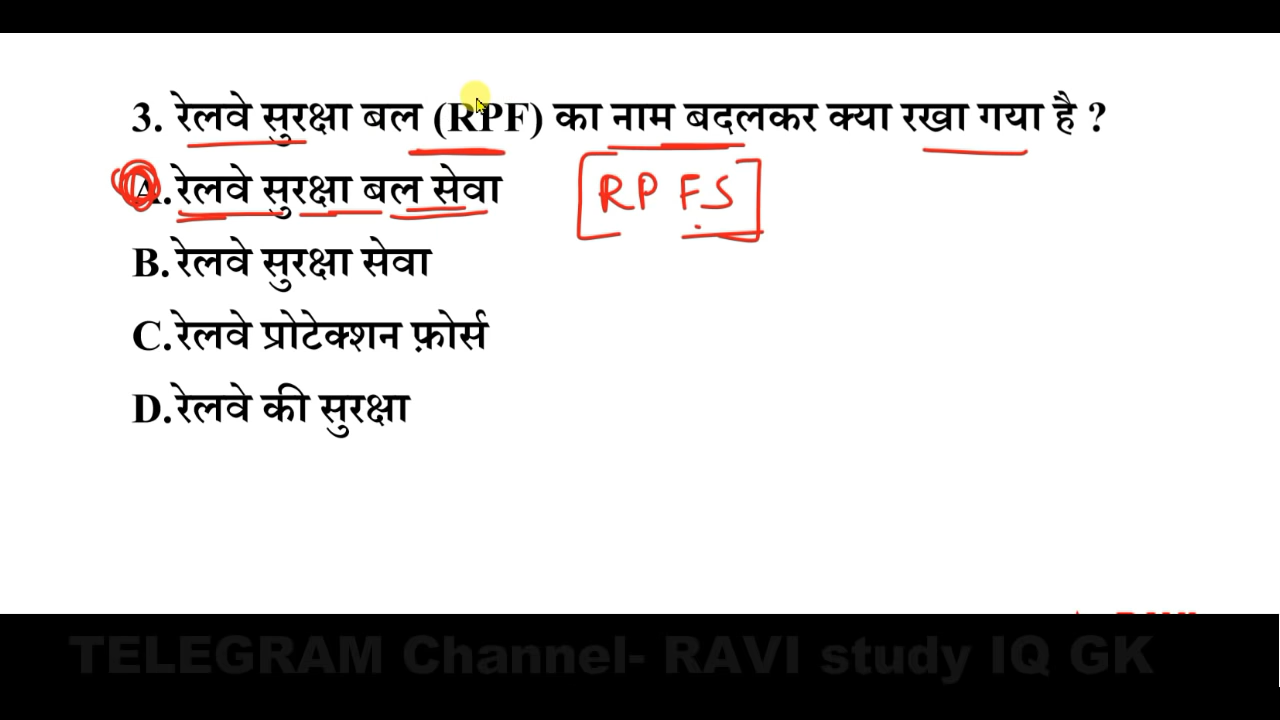 3. रेलवे सुरक्षा बल (RPF) का नाम बदलकर क्या रखा गया है ?
A. रेलवे सुरक्षा बल सेवा [RPFS]
B. रेलवे सुरक्षा सेवा
C. रेलवे प्रोटेक्शन फ़ोर्स
D. रेलवे की सुरक्षा
TELEGRAM Channel- RAVI study IQ GK